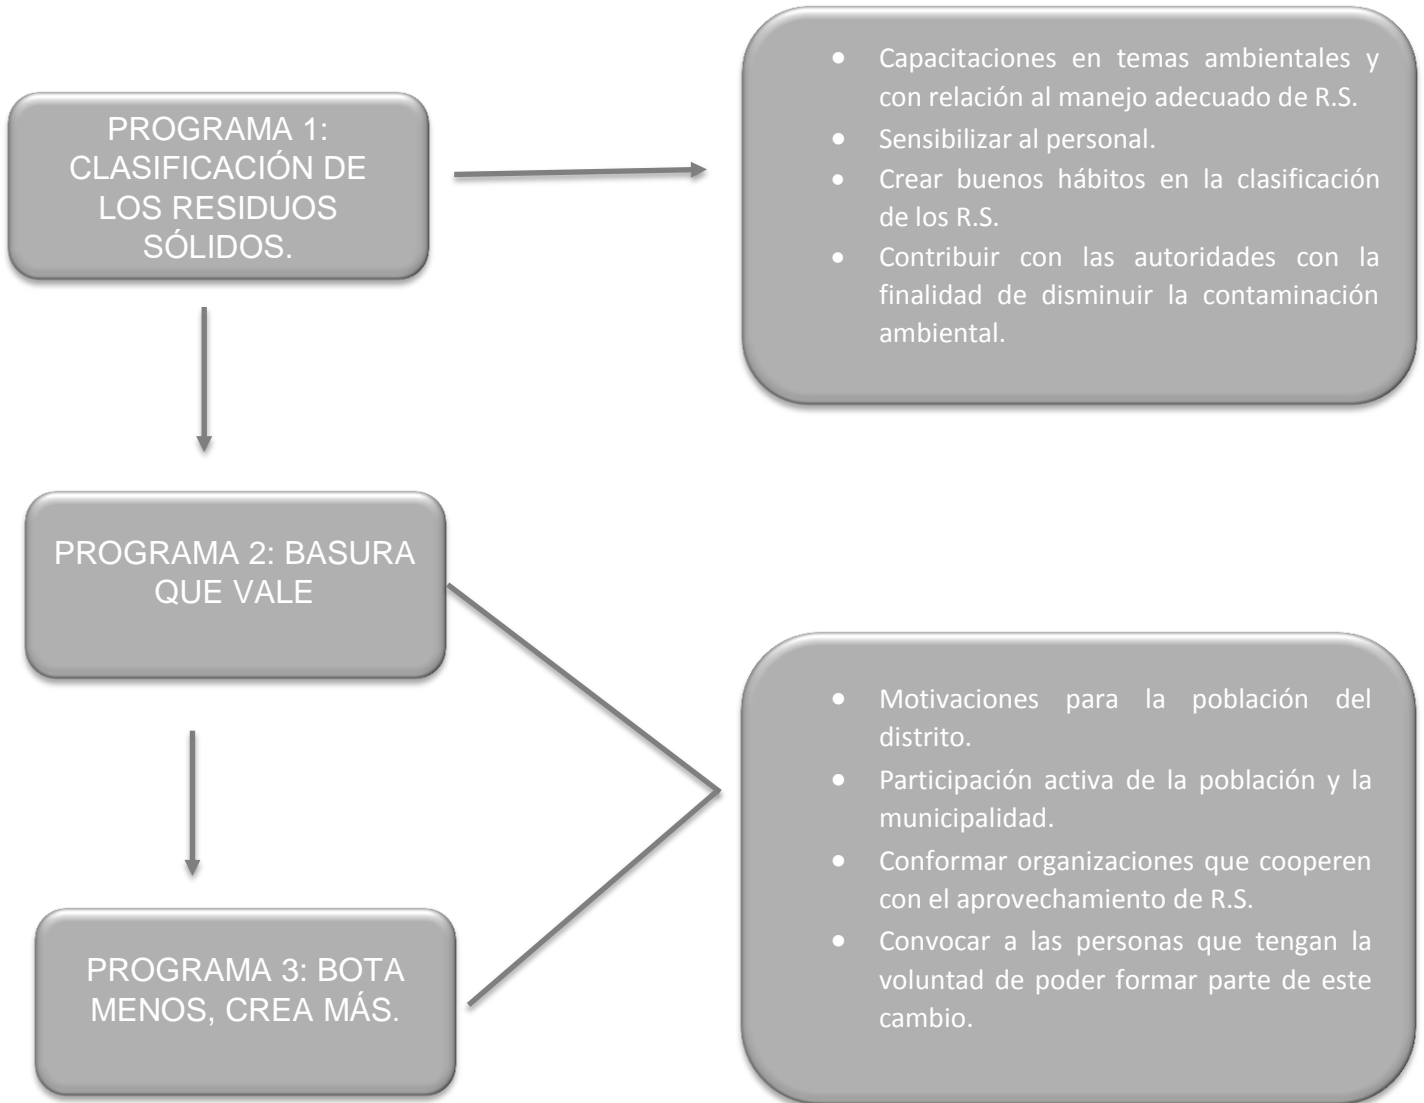 PROGRAMA 1:
CLASIFICACIÓN DE
LOS RESIDUOS
SÓLIDOS.
● Capacitaciones en temas ambientales y
con relación al manejo adecuado de R.S.
● Sensibilizar al personal.
● Crear buenos hábitos en la clasificación
de los R.S.
● Contribuir con las autoridades con la
finalidad de disminuir la contaminación
ambiental.
PROGRAMA 2: BASURA
QUE VALE
PROGRAMA 3: BOTA
MENOS, CREA MÁS.
● Motivaciones para la población del
distrito.
● Participación activa de la población y la
municipalidad.
● Conformar organizaciones que cooperen
con el aprovechamiento de R.S.
● Convocar a las personas que tengan la
voluntad de poder formar parte de este
cambio.